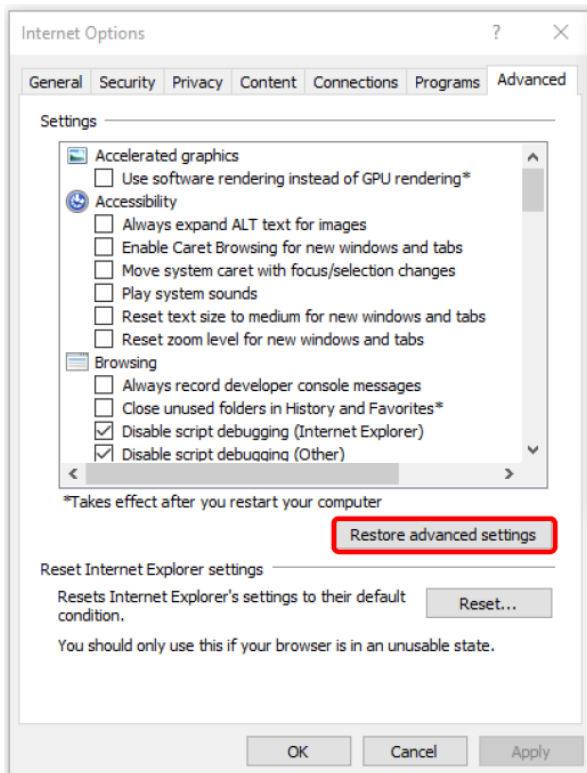 Internet Options
General Security Privacy Content Connections Programs Advanced
Settings
Accelerated graphics
Use software rendering instead of GPU rendering*
Accessibility
Always expand ALT text for images
Enable Caret Browsing for new windows and tabs
Move system caret with focus/selection changes
Play system sounds
Reset text size to medium for new windows and tabs
Reset zoom level for new windows and tabs
Browsing
Always record developer console messages
Close unused folders in History and Favorites*
Disable script debugging (Internet Explorer)
Disable script debugging (Other)
*Takes effect after you restart your computer
Restore advanced settings
Reset Internet Explorer settings
Resets Internet Explorer's settings to their default
condition.
Reset...
You should only use this if your browser is in an unusable state.
OK Cancel Apply